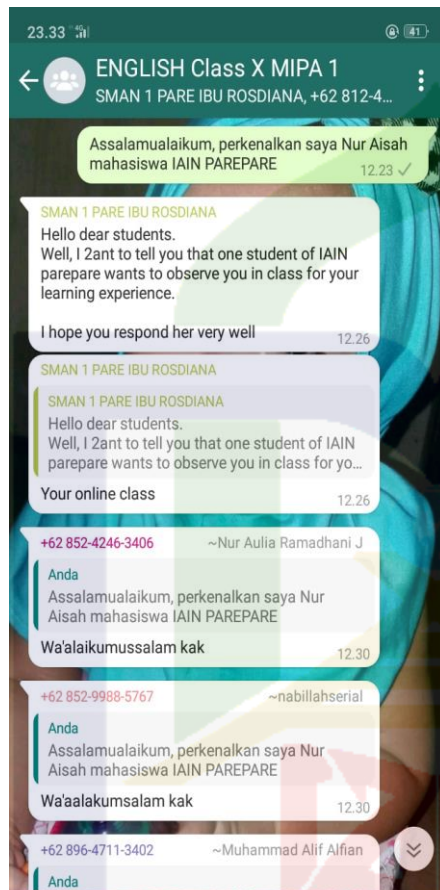 23.33
41
ENGLISH Class X MIPA 1
SMAN 1 PARE IBU ROSDIANA, +62 812-4...
Assalamualaikum, perkenalkan saya Nur Aisah
mahasiswa IAIN PAREPARE
12.23
SMAN 1 PARE IBU ROSDIANA
Hello dear students.
Well, I 2ant to tell you that one student of IAIN
parepare wants to observe you in class for your
learning experience.
I hope you respond her very well
12.26
SMAN 1 PARE IBU ROSDIANA
SMAN 1 PARE IBU ROSDIANA
Hello dear students.
Well, I 2ant to tell you that one student of IAIN
parepare wants to observe you in class for yo...
Your online class
12.26
+62 852-4246-3406 ~Nur Aulia Ramadhani J
Anda
Assalamualaikum, perkenalkan saya Nur
Aisah mahasiswa IAIN PAREPARE
Wa'alaikumussalam kak
12.30
+62 852-9988-5767 ~nabillahserial
Anda
Assalamualaikum, perkenalkan saya Nur
Aisah mahasiswa IAIN PAREPARE
Wa'aalakumsalam kak
12.30
+62 896-4711-3402 ~Muhammad Alif Alfian
Anda